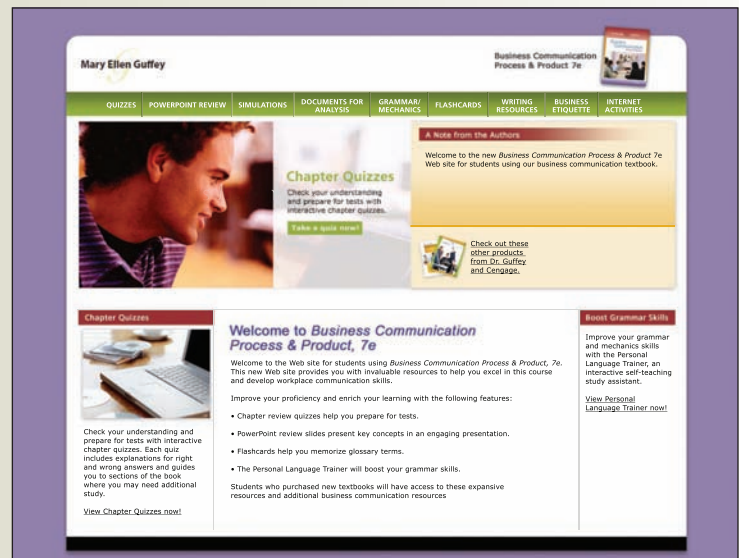 Mary Ellen Guffey
Business Communication
Process & Product 7e
QUIZZES
POWERPOINT REVIEW
SIMULATIONS
DOCUMENTS FOR
ANALYSIS
GRAMMAR/
MECHANICS
FLASHCARDS
WRITING
RESOURCES
BUSINESS
ETIQUETTE
INTERNET
ACTIVITIES
Chapter Quizzes
Check your understanding
and prepare for tests with
interactive chapter quizzes.
Take a quiz now!
A Note from the Authors
Welcome to the new Business Communication Process & Product 7e
Web site for students using our business communication textbook.
Check out these
other products
from Dr. Guffey
and Cengage.
Chapter Quizzes
Check your understanding and
prepare for tests with interactive
chapter quizzes. Each quiz
includes explanations for right
and wrong answers and guides
you to sections of the book
where you may need additional
study.
View Chapter Quizzes now!
Welcome to Business Communication
Process & Product, 7e
Welcome to the Web site for students using Business Communication Process & Product, 7e.
This new Web site provides you with invaluable resources to help you excel in this course
and develop workplace communication skills.
Improve your proficiency and enrich your learning with the following features:
• Chapter review quizzes help you prepare for tests.
• PowerPoint review slides present key concepts in an engaging presentation.
• Flashcards help you memorize glossary terms.
• The Personal Language Trainer will boost your grammar skills.
Students who purchased new textbooks will have access to these expansive
resources and additional business communication resources
Boost Grammar Skills
Improve your grammar
and mechanics skills
with the Personal
Language Trainer, an
interactive self-teaching
study assistant.
View Personal
Language Trainer now!